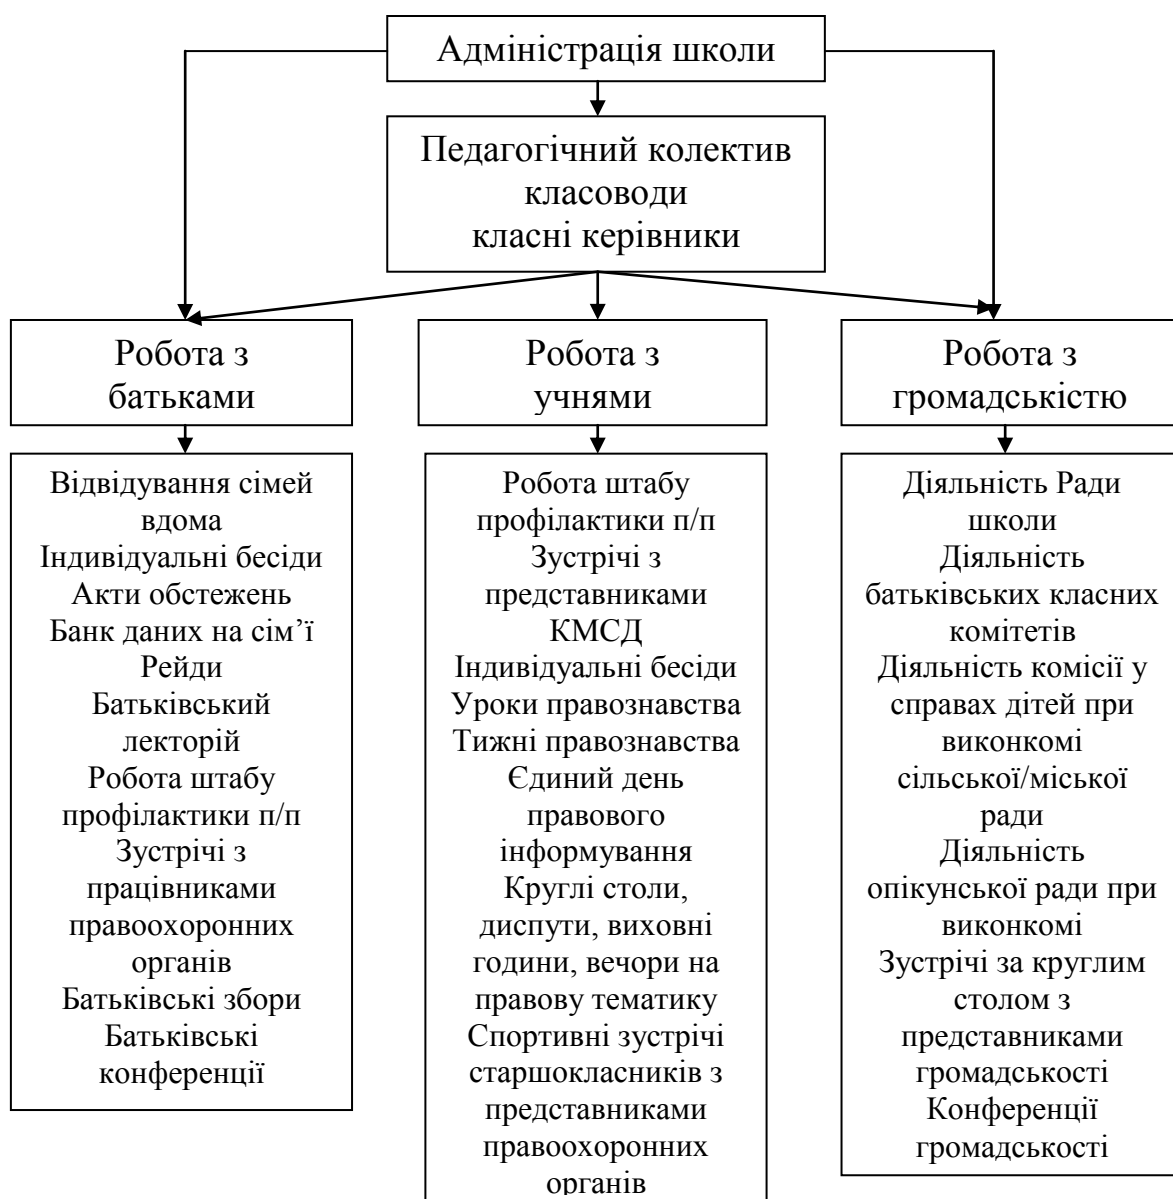 Адміністрація школи
Педагогічний колектив
класоводи
класні керівники
Робота з
батьками
Робота з
учнями
Робота з
громадськістю
Відвідування сімей
вдома
Індивідуальні бесіди
Акти обстежень
Банк даних на сім’ї
Рейди
Батьківський
лекторій
Робота штабу
профілактики п/п
Зустрічі з
працівниками
правоохоронних
органів
Батьківські збори
Батьківські
конференції
Робота штабу
профілактики п/п
Зустрічі з
представниками
КМСД
Індивідуальні бесіди
Уроки правознавства
Тижні правознавства
Єдиний день
правового
інформування
Круглі столи,
диспути, виховні
години, вечори на
правову тематику
Спортивні зустрічі
старшокласників з
представниками
правоохоронних
органів
Діяльність Ради
школи
Діяльність
батьківських класних
комітетів
Діяльність комісії у
справах дітей при
виконкомі
сільської/міської
ради
Діяльність
опікунської ради при
виконкомі
Зустрічі за круглим
столом з
представниками
громадськості
Конференції
громадськості